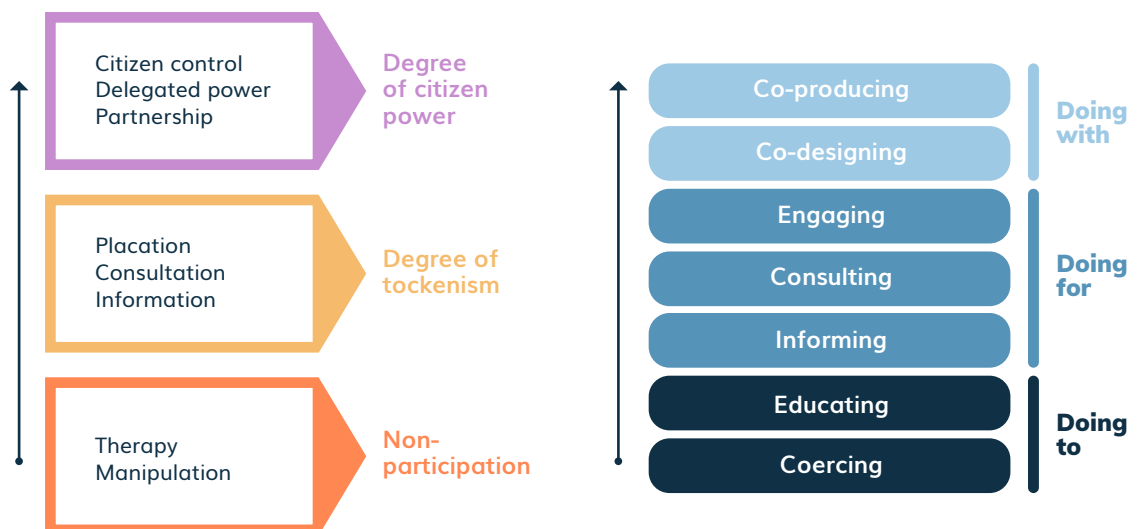 Citizen control
Delegated power
Partnership
Degree
of citizen
power
Placation
Consultation
Information
Degree of
tockenism
Therapy
Manipulation
Non-
participation
Co-producing
Co-designing
Doing
with
Engaging
Consulting
Informing
Doing
for
Educating
Coercing
Doing
to